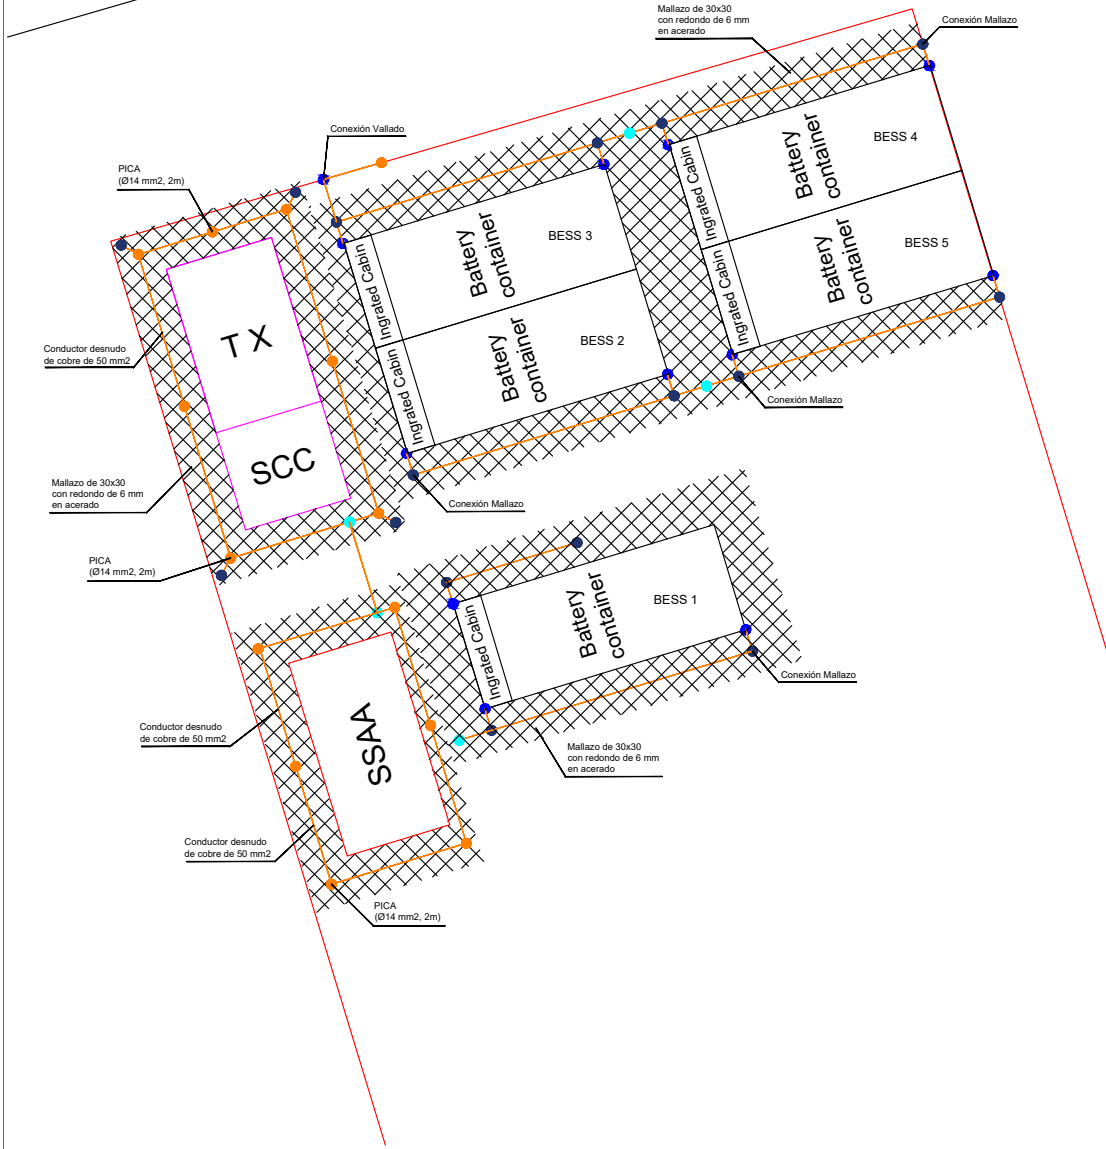 Mallazo de 30x30
con redondo de 6 mm
en acerado
Conexión Mallazo
Conexión Vallado
PICA
(Ø14 mm2, 2m)
Ingrated Cabin
Battery
container
BESS 4
Ingrated Cabin
Battery
container
BESS 5
Ingrated Cabin
Battery
container
BESS 3
Ingrated Cabin
Battery
container
BESS 2
T X
SCC
Conductor desnudo
de cobre de 50 mm2
Conexión Mallazo
Mallazo de 30x30
con redondo de 6 mm
en acerado
Conexión Mallazo
PICA
(Ø14 mm2, 2m)
Ingrated Cabin
Battery
container
BESS 1
Conexión Mallazo
SSAA
Conductor desnudo
de cobre de 50 mm2
Mallazo de 30x30
con redondo de 6 mm
en acerado
Conductor desnudo
de cobre de 50 mm2
PICA
(Ø14 mm2, 2m)